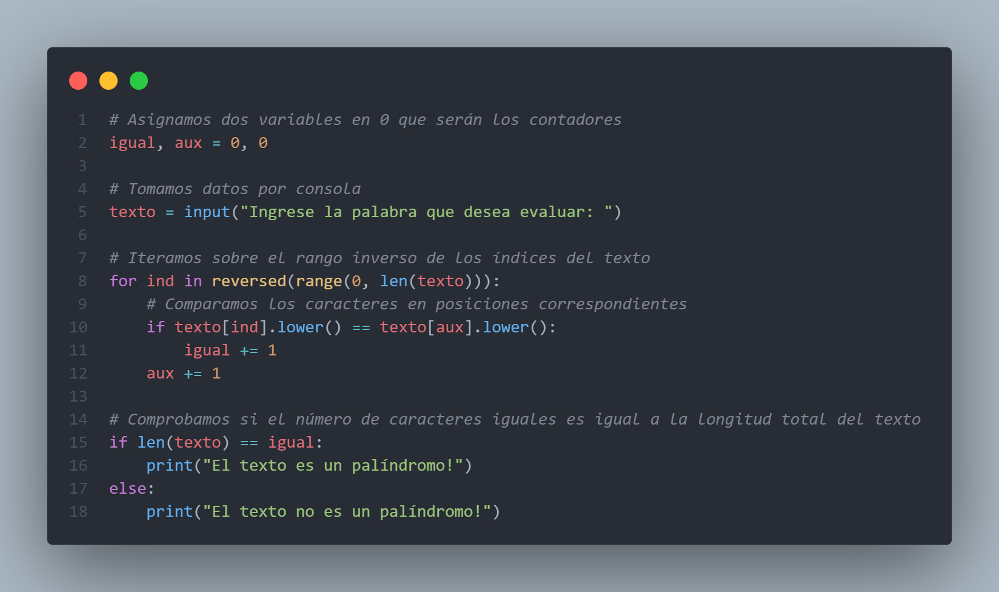 1 # Asignamos dos variables en 0 que serán los contadores
2 igual, aux = 0, 0
3
4 # Tomamos datos por consola
5 texto = input("Ingrese la palabra que desea evaluar: ")
6
7 # Iteramos sobre el rango inverso de los índices del texto
8 for ind in reversed(range(0, len(texto))):
9     # Comparamos los caracteres en posiciones correspondientes
10     if texto[ind].lower() == texto[aux].lower():
11         igual += 1
12     aux += 1
13
14 # Comprobamos si el número de caracteres iguales es igual a la longitud total del texto
15 if len(texto) == igual:
16     print("El texto es un palíndromo!")
17 else:
18     print("El texto no es un palíndromo!")